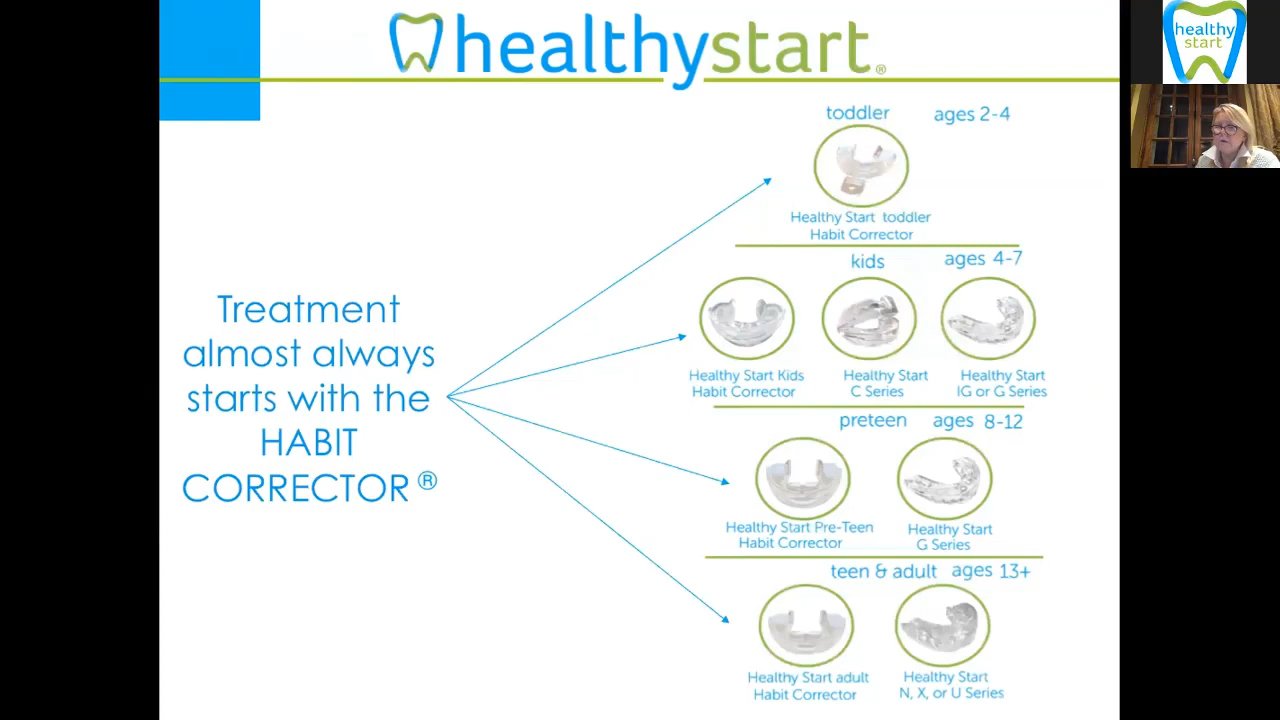 healthystart®
healthy
start
toddler ages 2-4
Healthy Start toddler
Habit Corrector
kids ages 4-7
Healthy Start Kids
Habit Corrector
Healthy Start
C Series
Healthy Start
IG or G Series
preteen ages 8-12
Healthy Start Pre-Teen
Habit Corrector
Healthy Start
G Series
teen & adult ages 13+
Healthy Start adult
Habit Corrector
Healthy Start
N, X, or U Series
Treatment
almost always
starts with the
HABIT
CORRECTOR ®